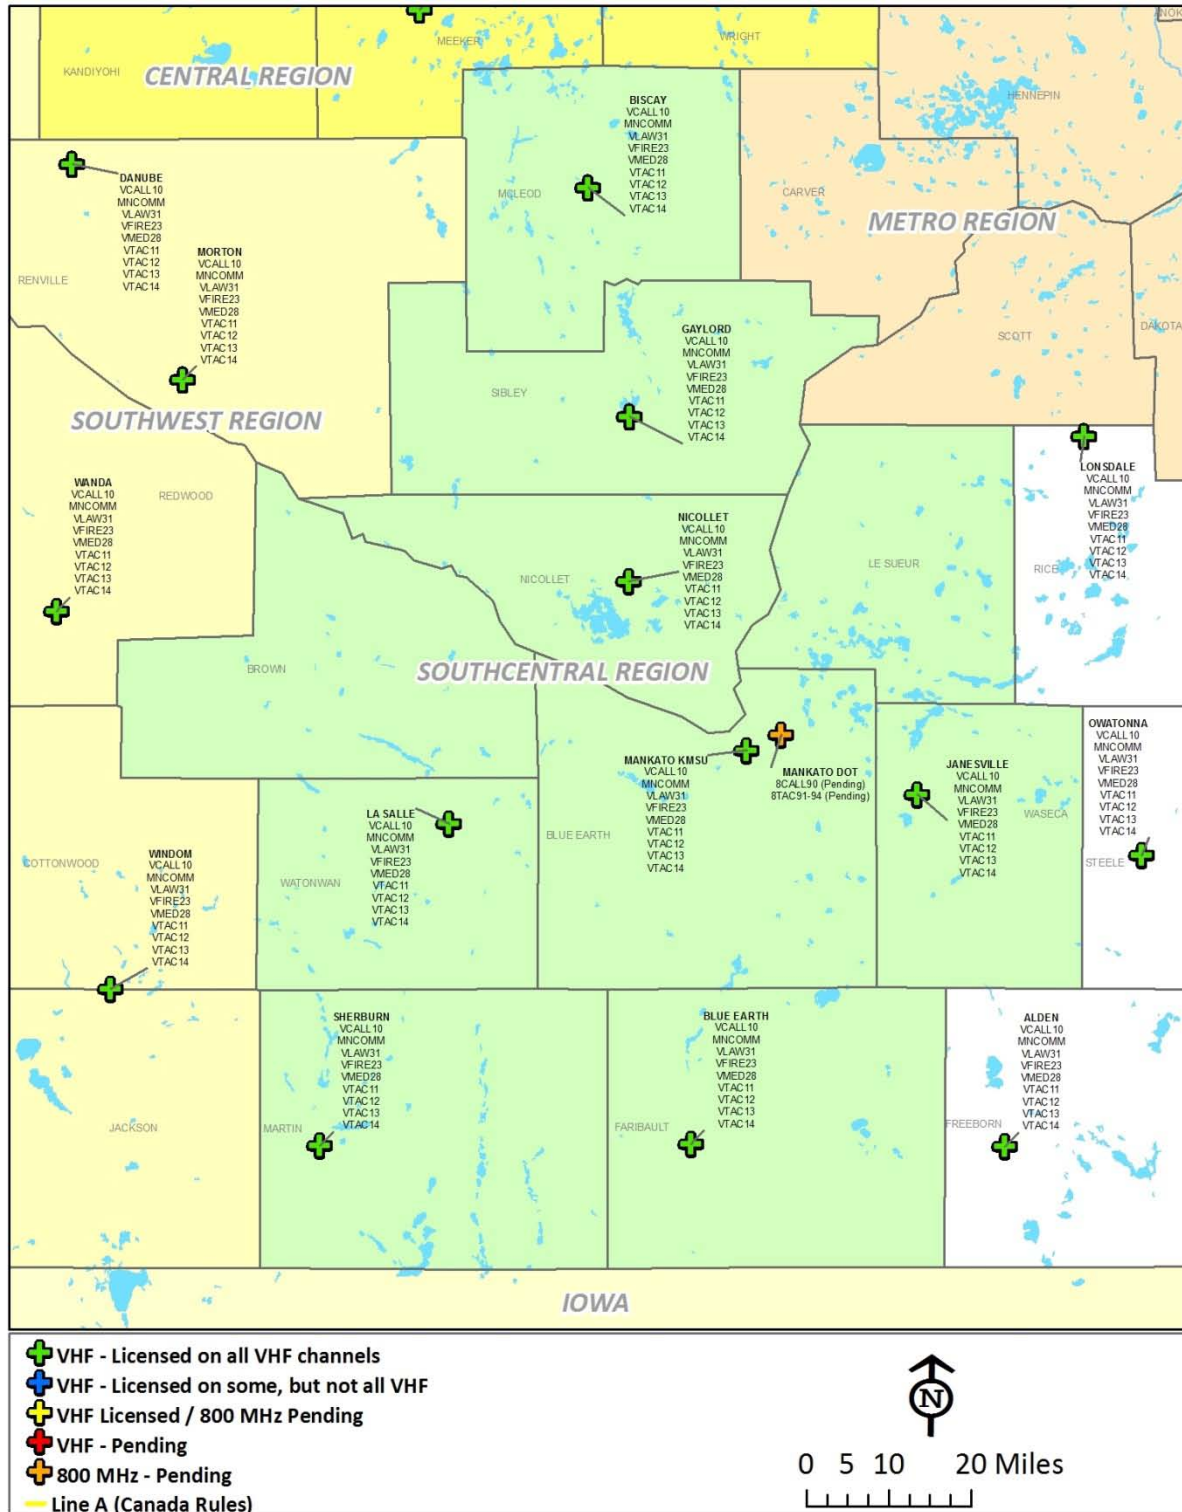 KANDIYOHI
CENTRAL REGION
MEEKER
WRIGHT
HENNEPIN
DANUBE
VCALL10
MNCOMM
VLAW31
VFIRE23
VMED28
VTAC11
VTAC12
VTAC13
VTAC14
BISCAY
VCALL10
MNCOMM
VLAW31
VFIRE23
VMED28
VTAC11
VTAC12
VTAC13
VTAC14
MCLEOD
CARVER
METRO REGION
RENVILLE
MORTON
VCALL10
MNCOMM
VLAW31
VFIRE23
VMED28
VTAC11
VTAC12
VTAC13
VTAC14
SCOTT
DAKOTA
GAYLORD
VCALL10
MNCOMM
VLAW31
VFIRE23
VMED28
VTAC11
VTAC12
VTAC13
VTAC14
SIBLEY
SOUTHWEST REGION
WANDA
VCALL10
MNCOMM
VLAW31
VFIRE23
VMED28
VTAC11
VTAC12
VTAC13
VTAC14
REDWOOD
LONSDALE
VCALL10
MNCOMM
VLAW31
VFIRE23
VMED28
VTAC11
VTAC12
VTAC13
VTAC14
RICE
NICOLLET
VCALL10
MNCOMM
VLAW31
VFIRE23
VMED28
VTAC11
VTAC12
VTAC13
VTAC14
NICOLLET
LE SUEUR
BROWN
SOUTHCENTRAL REGION
MANKATO KMSU
VCALL10
MNCOMM
VLAW31
VFIRE23
VMED28
VTAC11
VTAC12
VTAC13
VTAC14
MANKATO DOT
8CALL90 (Pending)
8TAC91-94 (Pending)
JANESVILLE
VCALL10
MNCOMM
VLAW31
VFIRE23
VMED28
VTAC11
VTAC12
VTAC13
VTAC14
WASECA
OWATONNA
VCALL10
MNCOMM
VLAW31
VFIRE23
VMED28
VTAC11
VTAC12
VTAC13
VTAC14
STEELE
LA SALLE
VCALL10
MNCOMM
VLAW31
VFIRE23
VMED28
VTAC11
VTAC12
VTAC13
VTAC14
BLUE EARTH
WATONWAN
COTTONWOOD
WINDOM
VCALL10
MNCOMM
VLAW31
VFIRE23
VMED28
VTAC11
VTAC12
VTAC13
VTAC14
SHERBURN
VCALL10
MNCOMM
VLAW31
VFIRE23
VMED28
VTAC11
VTAC12
VTAC13
VTAC14
BLUE EARTH
VCALL10
MNCOMM
VLAW31
VFIRE23
VMED28
VTAC11
VTAC12
VTAC13
VTAC14
ALDEN
VCALL10
MNCOMM
VLAW31
VFIRE23
VMED28
VTAC11
VTAC12
VTAC13
VTAC14
JACKSON
MARTIN
FARIBAULT
FREEBORN
IOWA
VHF - Licensed on all VHF channels
VHF - Licensed on some, but not all VHF
VHF Licensed / 800 MHz Pending
VHF - Pending
800 MHz - Pending
Line A (Canada Rules)
N
0 5 10 20 Miles